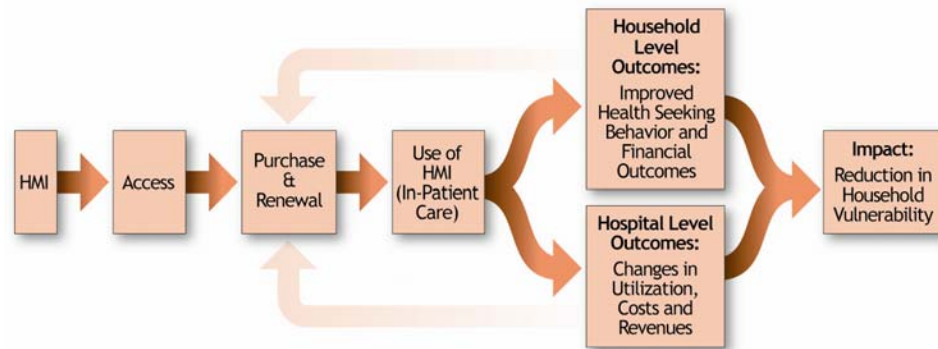 HMI
Access
Purchase
&
Renewal
Use of
HMI
(In-Patient
Care)
Household
Level
Outcomes:
Improved
Health Seeking
Behavior and
Financial
Outcomes
Hospital Level
Outcomes:
Changes in
Utilization,
Costs and
Revenues
Impact:
Reduction in
Household
Vulnerability